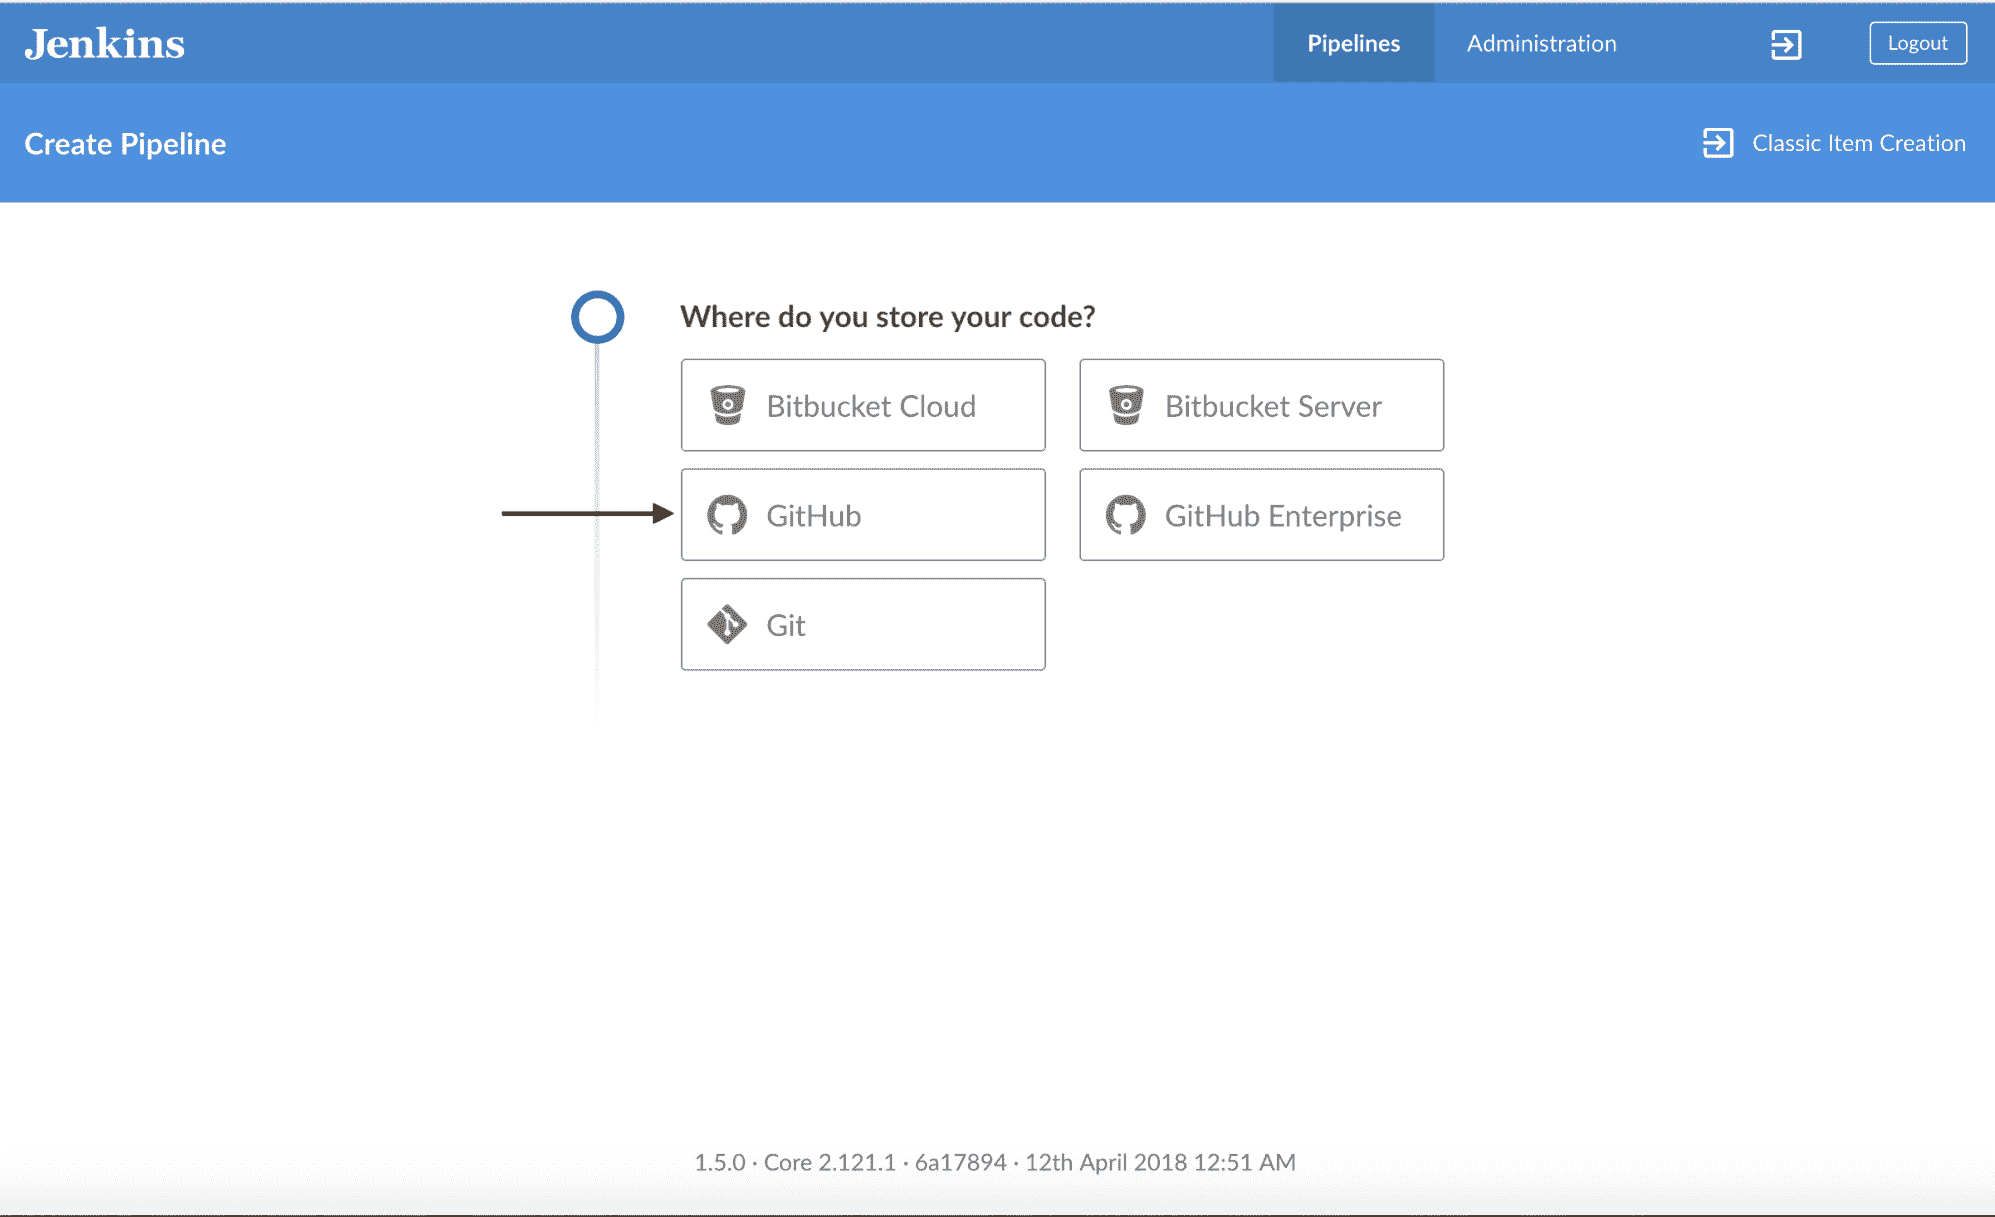 Jenkins
Pipelines
Administration
Logout
Create Pipeline
Classic Item Creation
Where do you store your code?
Bitbucket Cloud
Bitbucket Server
GitHub
GitHub Enterprise
Git
1.5.0 · Core 2.121.1 · 6a17894 · 12th April 2018 12:51 AM